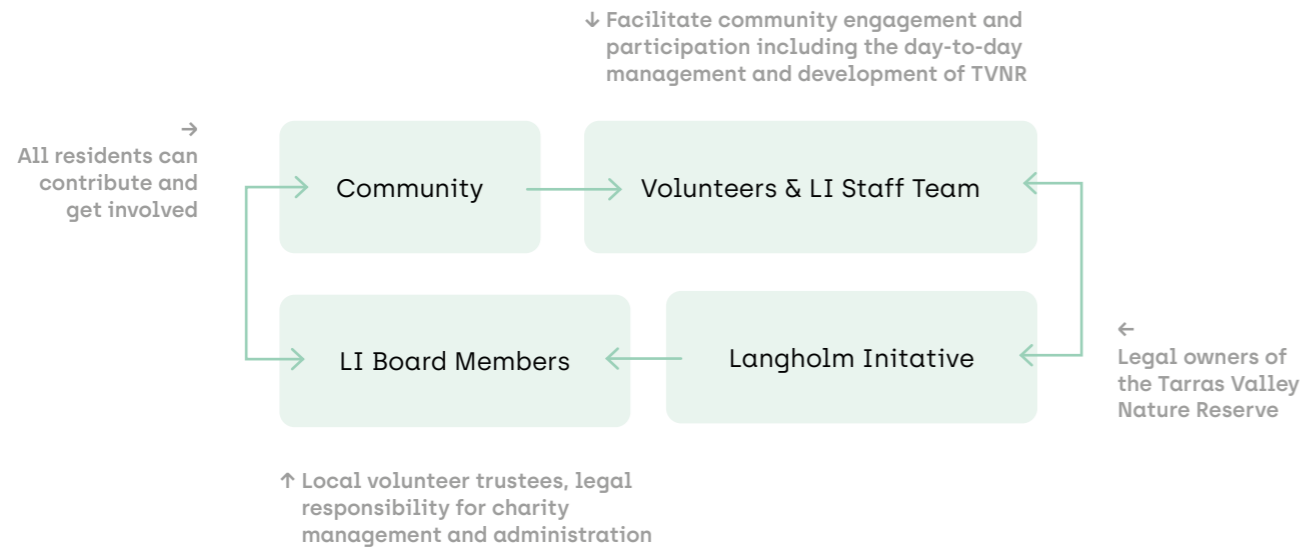 ↓ Facilitate community engagement and
participation including the day-to-day
management and development of TVNR
→
All residents can
contribute and
get involved
Community
Volunteers & LI Staff Team
LI Board Members
Langholm Initative
←
Legal owners of
the Tarras Valley
Nature Reserve
↑ Local volunteer trustees, legal
responsibility for charity
management and administration